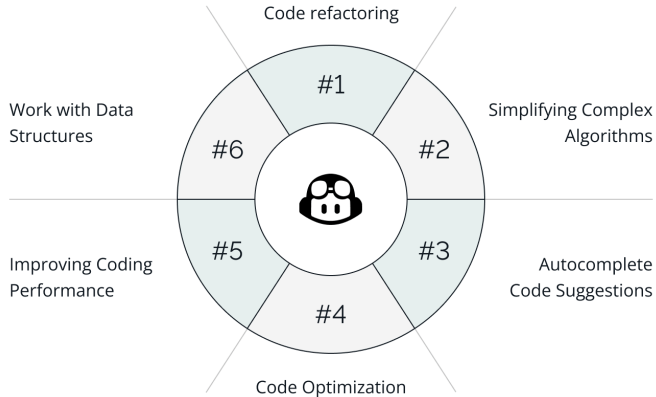 Code refactoring
#1
Simplifying Complex
Algorithms
#2
#3
Autocomplete
Code Suggestions
#4
Code Optimization
#5
Improving Coding
Performance
#6
Work with Data
Structures